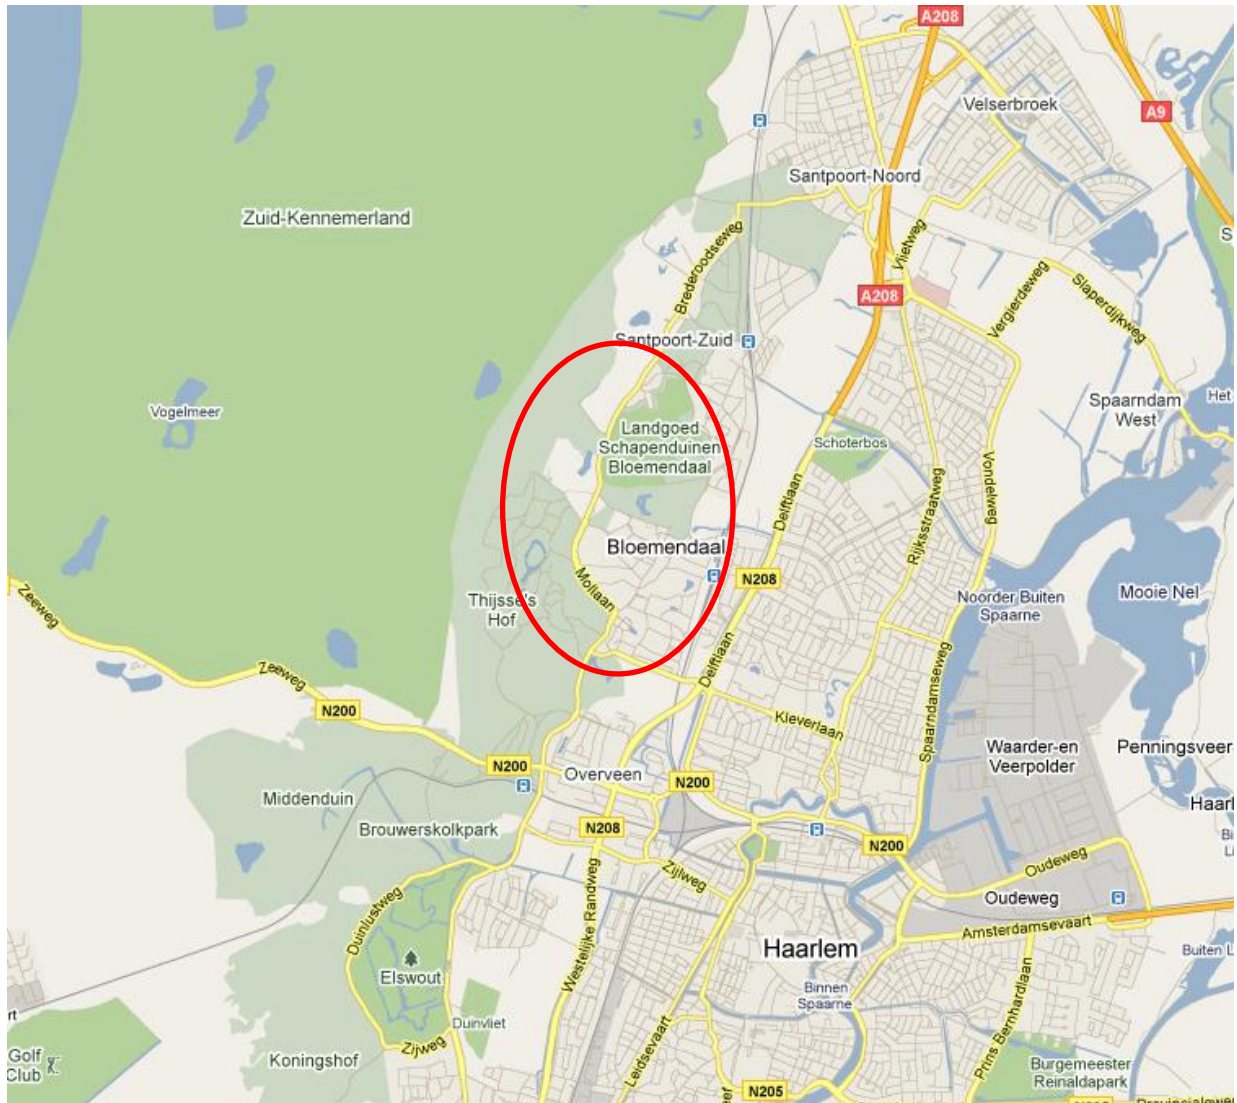 A208
Velserbroek
A9
Santpoort-Noord
Zuid-Kennemerland
Brederoodseweg
Vlietweg
S
A208
Vergierdeweg
Slaperdijkweg
Santpoort-Zuid
Vogelmeer
Landgoed
Schapenduinen
Bloemendaal
Schoterbos
Spaarndam
West
Het
Delftlaan
Rijksstraatweg
Vondelweg
Bloemendaal
Mollaan
N208
Thijsse's
Hof
Noorder Buiten
Spaarne
Mooie Nel
Zeeweg
Zeeweg
Delftlaan
Spaarndamseweg
N200
Kleverlaan
Waarder-en
Veerpolder
Penningsveer
N200
Overveen
N200
Middenduin
Brouwerskolkpark
N208
Haarl
Bi
Li
N200
Oudeweg
Zijlweg
Oudeweg
Duinlustweg
Westelijke Randweg
Amsterdamsevaart
Haarlem
Buiten L
Elswout
Binnen
Spaarne
Duinvliet
Leidsevaart
Prins Bernhardlaan
rt
Golf
Club
Zijweg
Koningshof
Burgemeester
Reinaldapark
N205